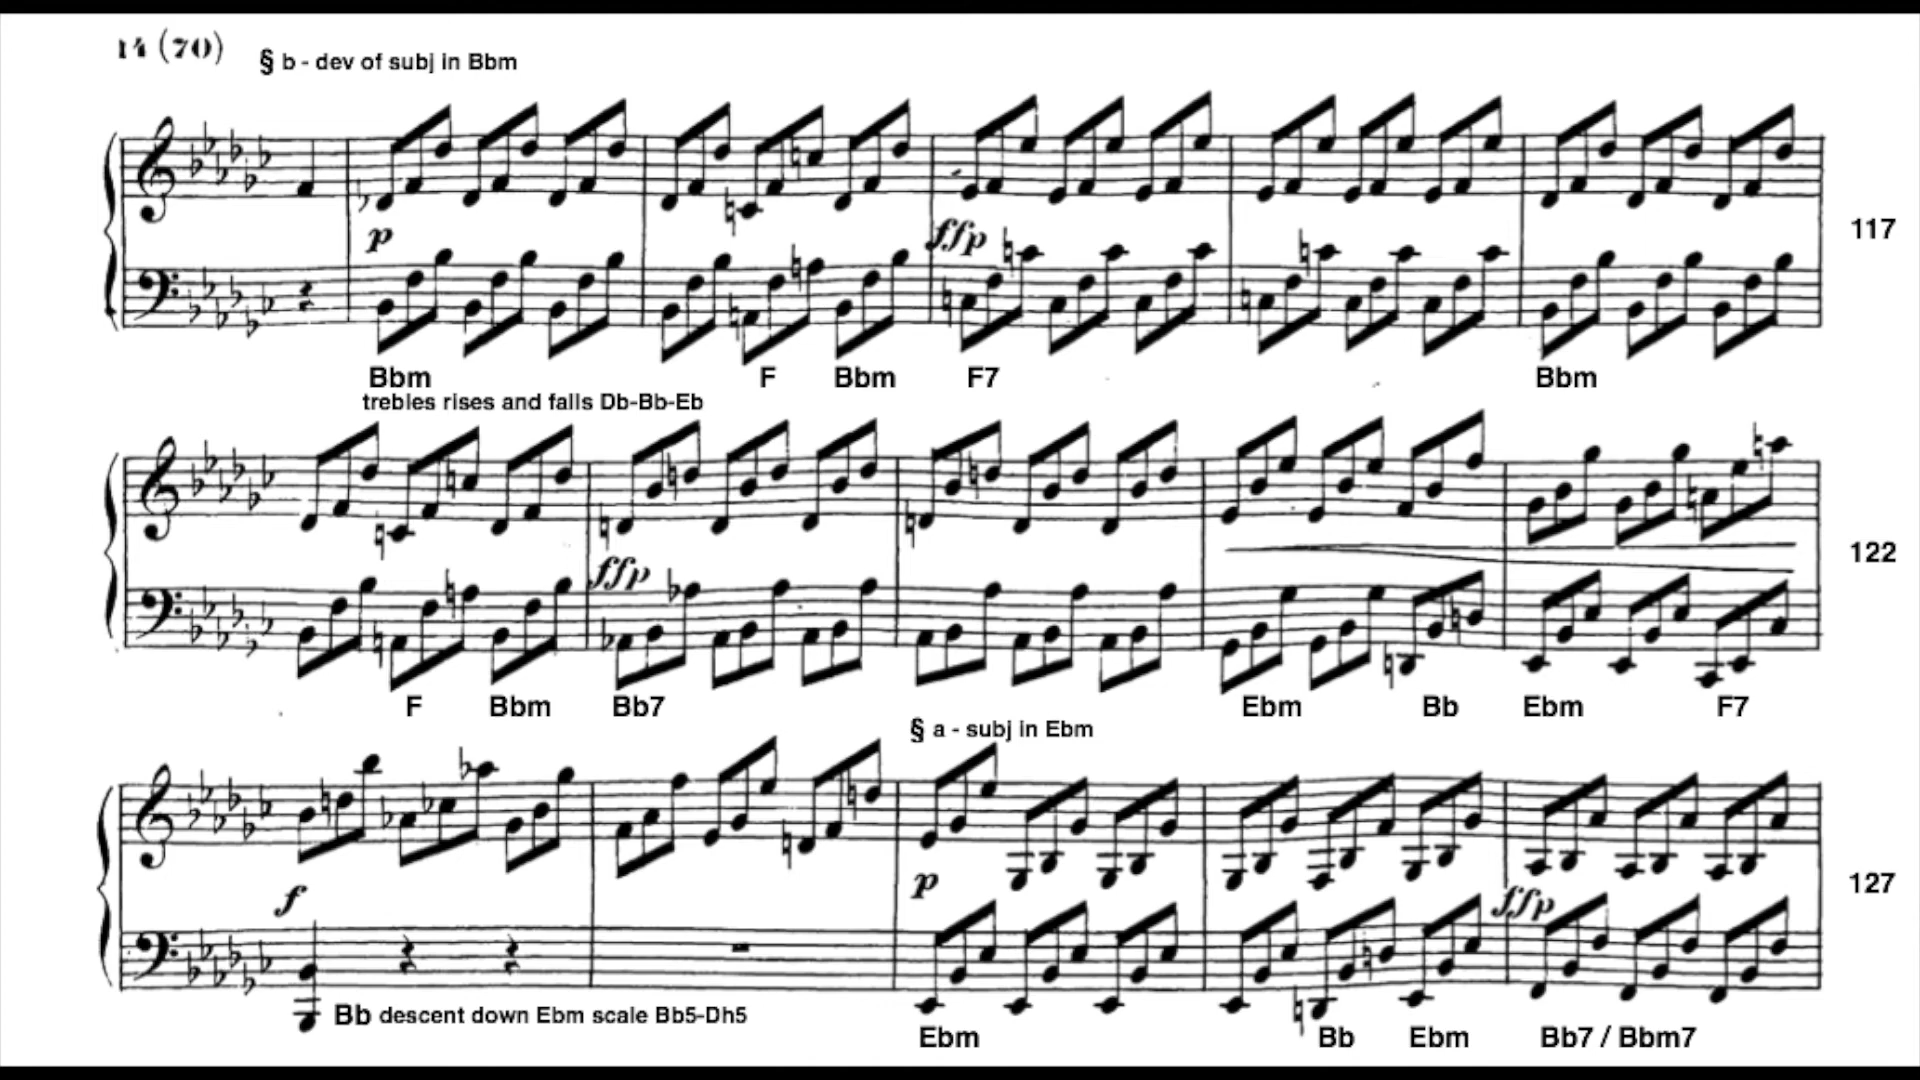 14 (70)
§ b - dev of subj in Bbm
p
ffp
117
Bbm F Bbm F7 Bbm
trebles rises and falls Db-Bb-Eb
ffp
122
F Bbm Bb7 Ebm Bb Ebm F7
§ a - subj in Ebm
f
p
ffp
127
Bb descent down Ebm scale Bb5-Dh5
Ebm Bb Ebm Bb7 / Bbm7